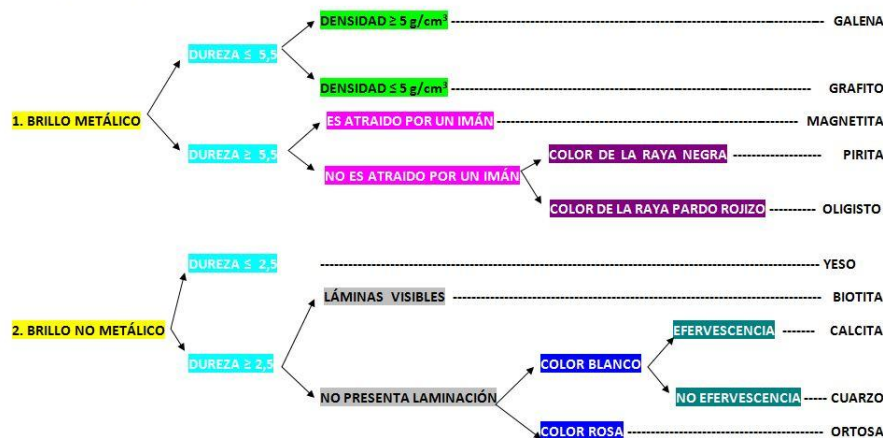 DENSIDAD ≥ 5 g/cm³ GALENA
DUREZA ≤ 5,5
DENSIDAD ≤ 5 g/cm³ GRAFITO
1. BRILLO METÁLICO
ES ATRAIDO POR UN IMÁN MAGNETITA
DUREZA ≥ 5,5
COLOR DE LA RAYA NEGRA PIRITA
NO ES ATRAIDO POR UN IMÁN
COLOR DE LA RAYA PARDO ROJIZO OLIGISTO
DUREZA ≤ 2,5 YESO
LÁMINAS VISIBLES BIOTITA
2. BRILLO NO METÁLICO
EFERVESCENCIA CALCITA
DUREZA ≥ 2,5
COLOR BLANCO
NO PRESENTA LAMINACIÓN
NO EFERVESCENCIA CUARZO
COLOR ROSA ORTOSA